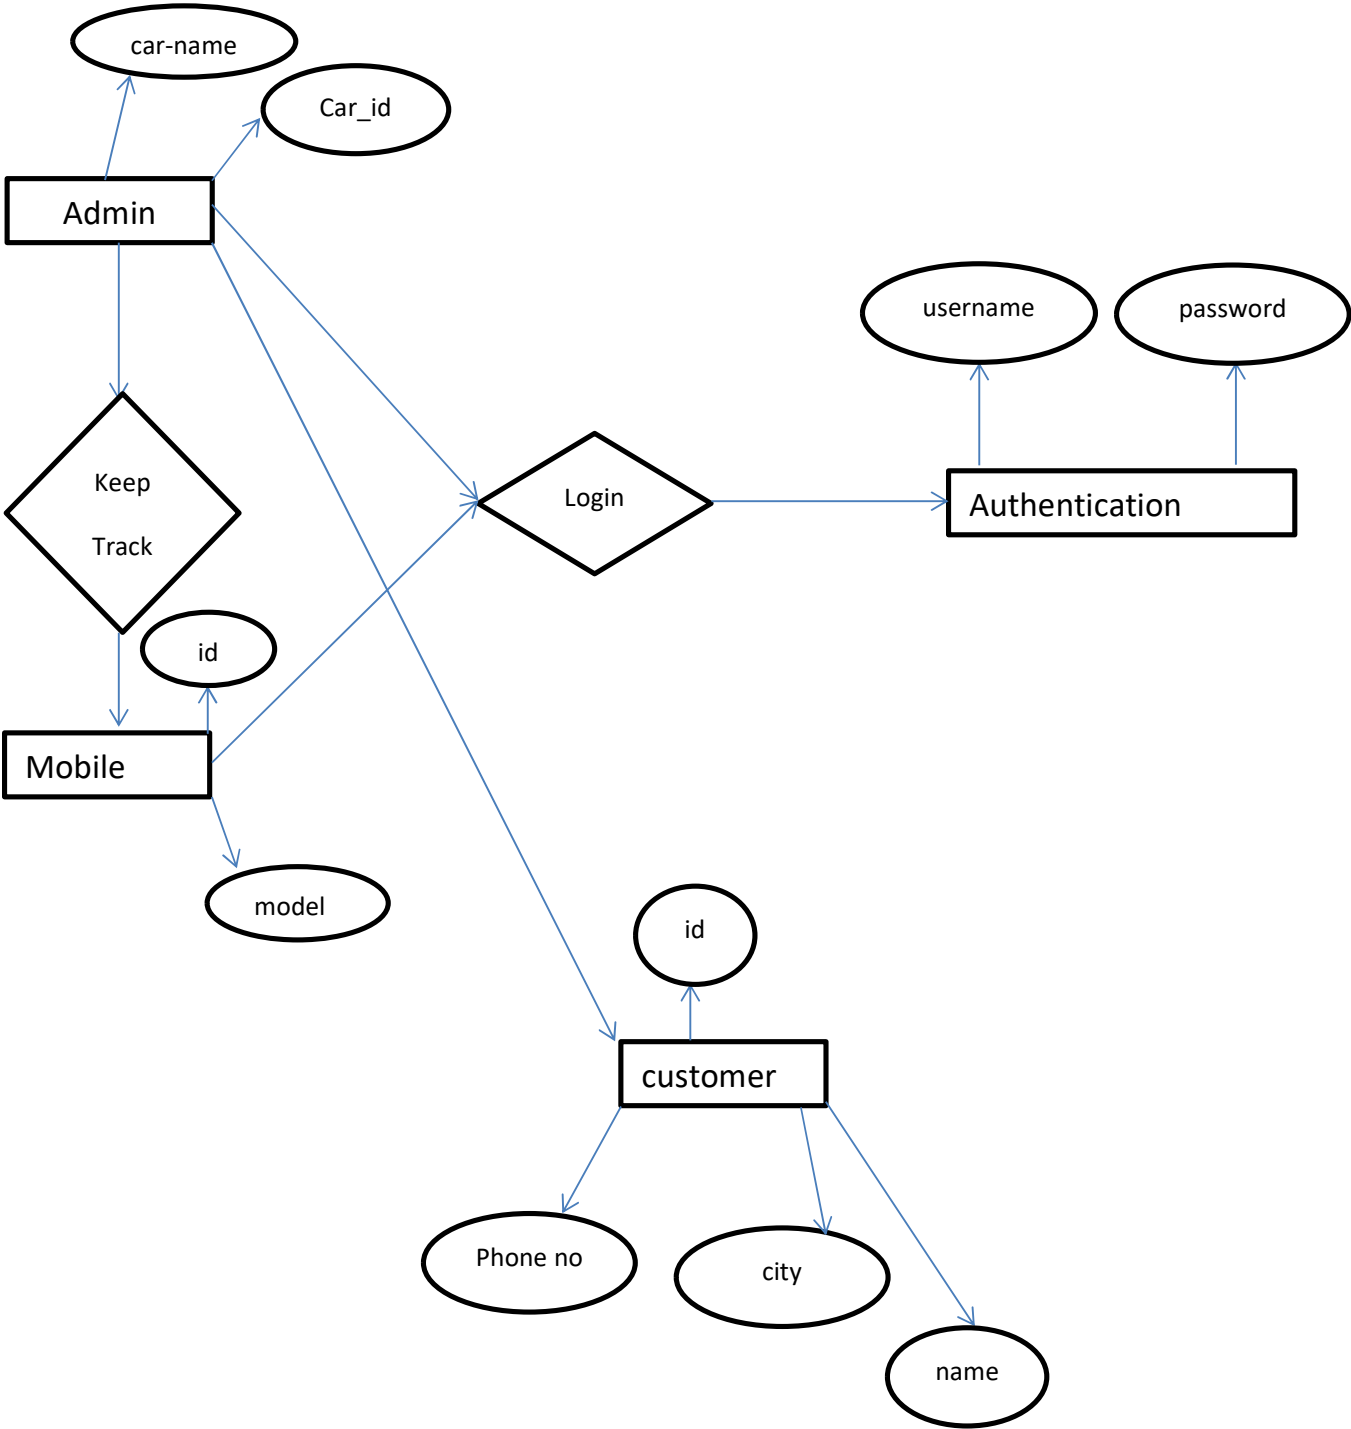 car-name
Car_id
Admin
username
password
Keep
Track
Login
Authentication
id
Mobile
model
id
customer
Phone no
city
name